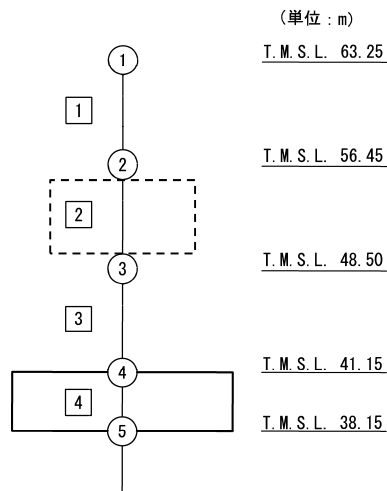 (単位：m)
① T.M.S.L. 63.25
1
② T.M.S.L. 56.45
2
③ T.M.S.L. 48.50
3
④ T.M.S.L. 41.15
4
⑤ T.M.S.L. 38.15